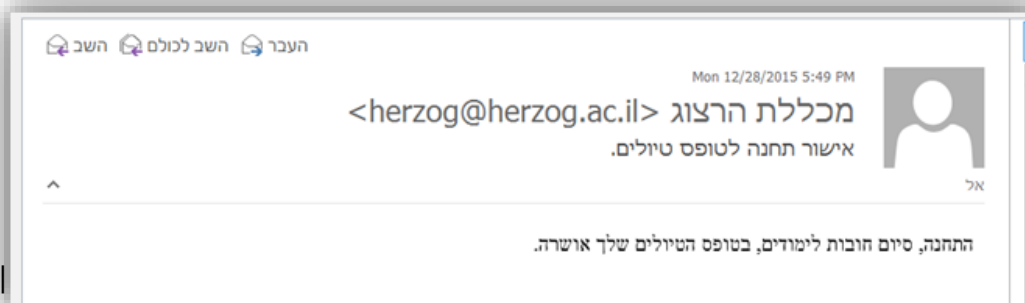 השב השב לכולם העבר
Mon 12/28/2015 5:49 PM
מכללת הרצוג <herzog@herzog.ac.il>
אישור תחנה לטופס טיולים.
אל
התחנה, סיום חובות לימודים, בטופס הטיולים שלך אושרה.